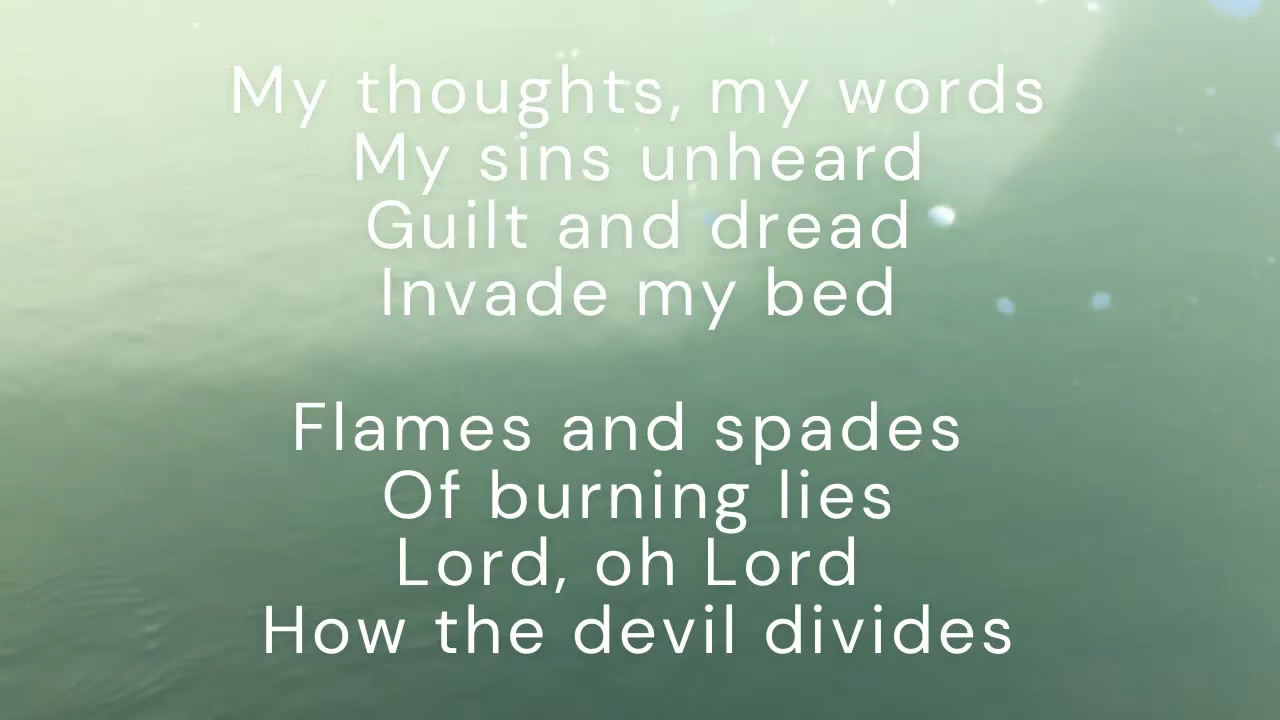 My thoughts, my words
My sins unheard
Guilt and dread
Invade my bed
Flames and spades
Of burning lies
Lord, oh Lord
How the devil divides